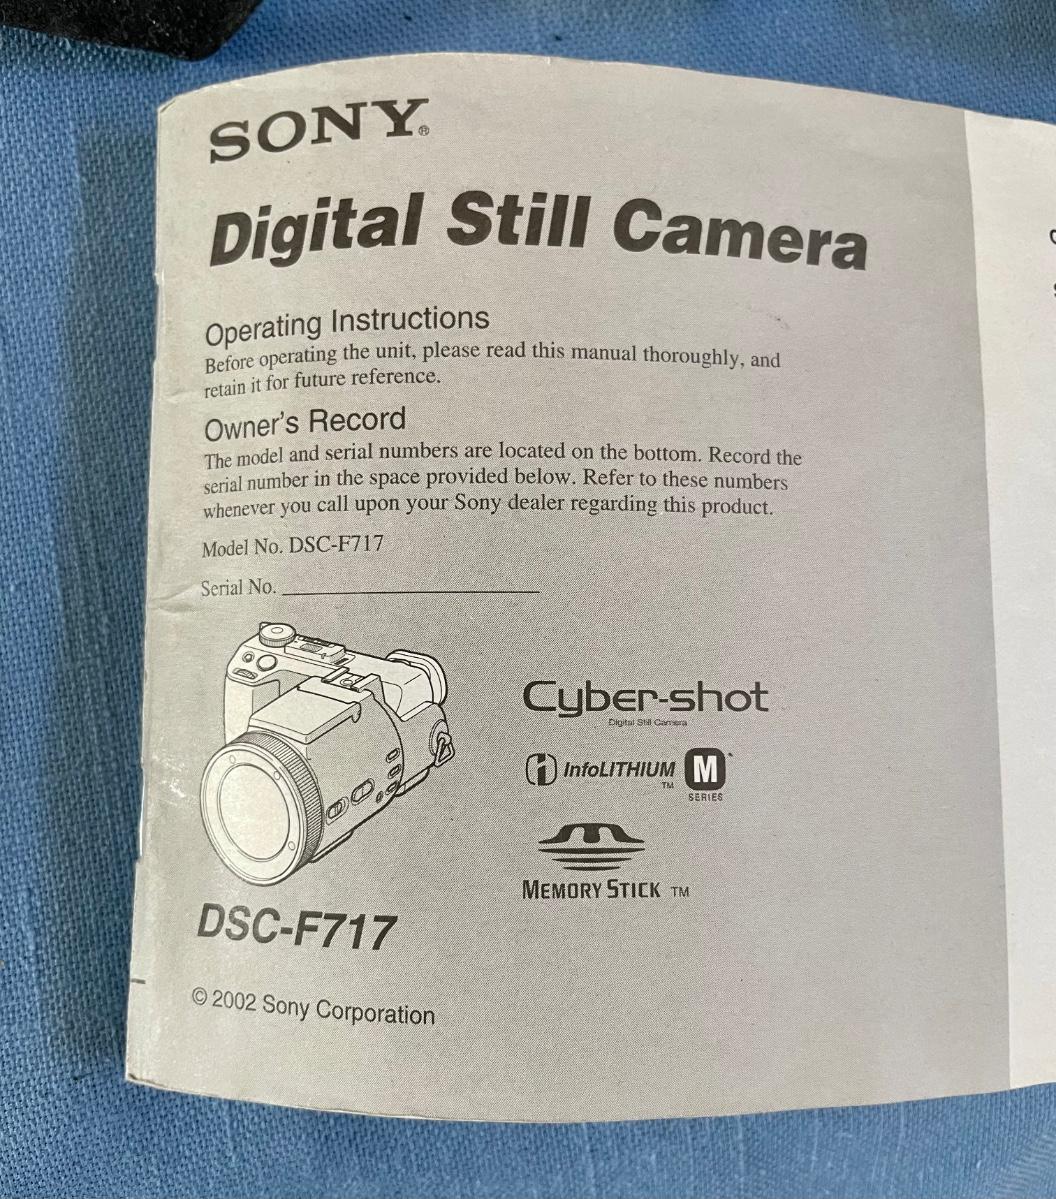 SONY®
Digital Still Camera
Operating Instructions
Before operating the unit, please read this manual thoroughly, and
retain it for future reference.
Owner's Record
The model and serial numbers are located on the bottom. Record the
serial number in the space provided below. Refer to these numbers
whenever you call upon your Sony dealer regarding this product.
Model No. DSC-F717
Serial No. ____________________
Cyber-shot
Digital Still Camera
i InfoLITHIUM™ M*
SERIES
MEMORY STICK ™
DSC-F717
© 2002 Sony Corporation